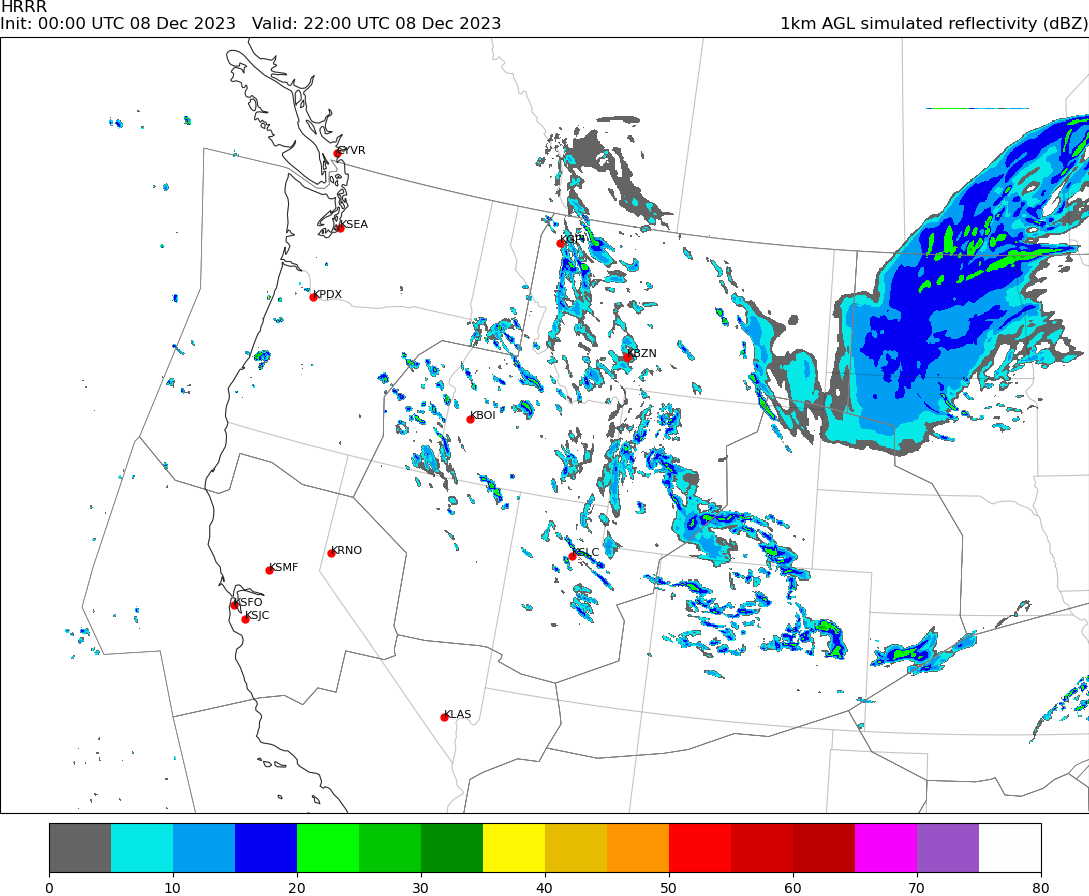 HRRR
Init: 00:00 UTC 08 Dec 2023   Valid: 22:00 UTC 08 Dec 2023   1km AGL simulated reflectivity (dBZ)
CYVR
KSEA
KGPI
KPDX
KBZN
KBOI
KRNO
KSLC
KSMF
KSFO
KSJC
KLAS
0 10 20 30 40 50 60 70 80